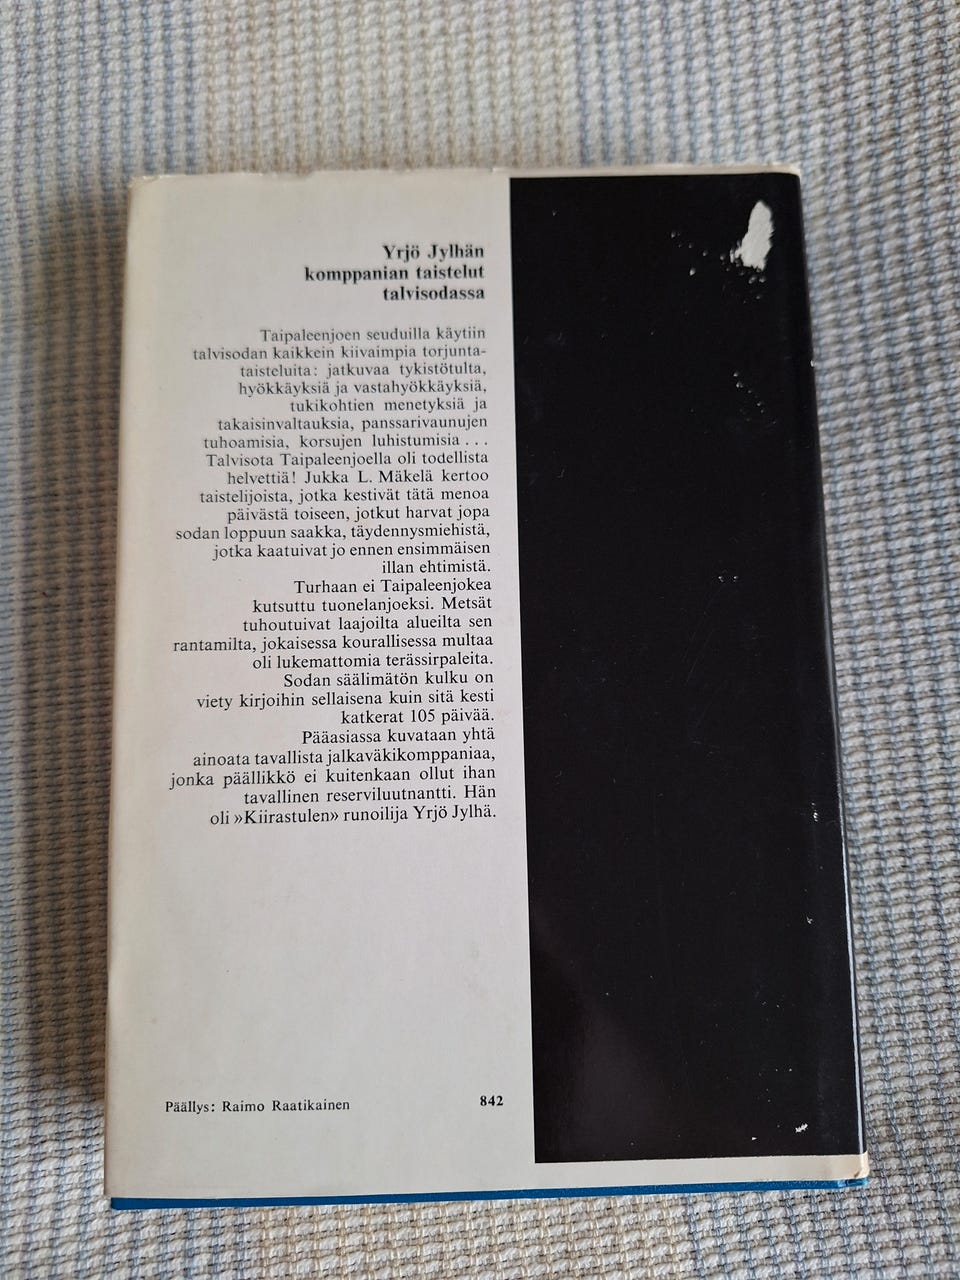 Yrjö Jylhän
komppanian taistelut
talvisodassa
Taipaleenjoen seuduilla käytiin
talvisodan kaikkein kiivaimpia torjunta-
taisteluita: jatkuvaa tykistötulta,
hyökkäyksiä ja vastahyökkäyksiä,
tukikohtien menetyksiä ja
takaisinvaltauksia, panssarivaunujen
tuhoamisia, korsujen luhistumisia . . .
Talvisota Taipaleenjoella oli todellista
helvettiä! Jukka L. Mäkelä kertoo
taistelijoista, jotka kestivät tätä menoa
päivästä toiseen, jotkut harvat jopa
sodan loppuun saakka, täydennysmiehistä,
jotka kaatuivat jo ennen ensimmäisen
illan ehtimistä.
Turhaan ei Taipaleenjokea
kutsuttu tuonelanjoeksi. Metsät
tuhoutuivat laajoilta alueilta sen
rantamilta, jokaisessa kourallisessa multaa
oli lukemattomia terässirpaleita.
Sodan säälimätön kulku on
viety kirjoihin sellaisena kuin sitä kesti
katkerat 105 päivää.
Pääasiassa kuvataan yhtä
ainoata tavallista jalkaväkikomppaniaa,
jonka päällikkö ei kuitenkaan ollut ihan
tavallinen reserviluutnantti. Hän
oli »Kiirastulen» runoilija Yrjö Jylhä.
Päällys: Raimo Raatikainen
842